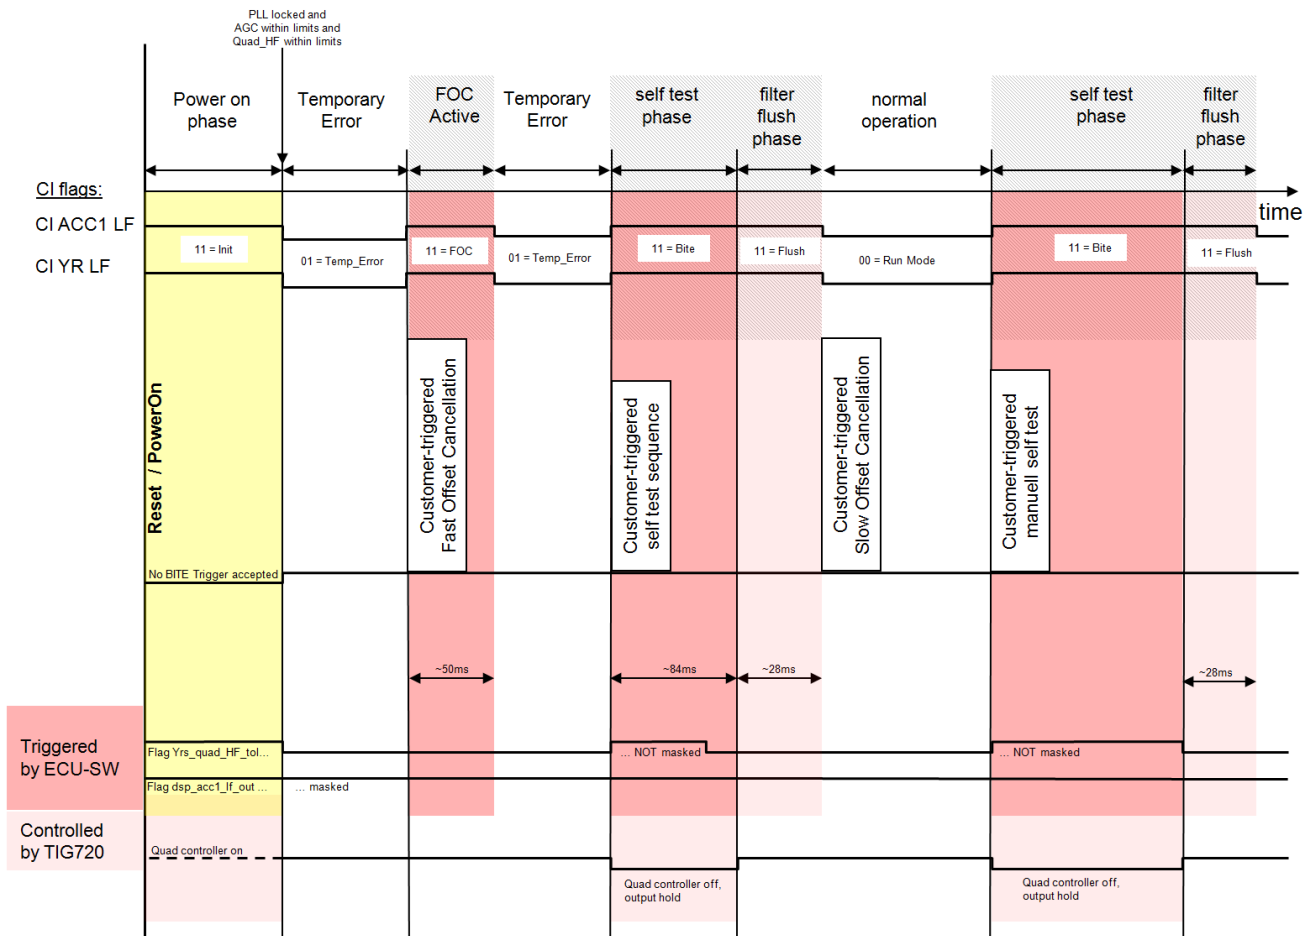 PLL locked and
AGC within limits and
Quad_HF within limits
Power on
phase
Temporary
Error
FOC
Active
Temporary
Error
self test
phase
filter
flush
phase
normal
operation
self test
phase
filter
flush
phase
CI flags:
time
CI ACC1 LF
11 = Init
01 = Temp_Error
11 = FOC
01 = Temp_Error
11 = Bite
11 = Flush
00 = Run Mode
11 = Bite
11 = Flush
CI YR LF
Reset / PowerOn
Customer-triggered
Fast Offset Cancellation
Customer-triggered
self test sequence
Customer-triggered
Slow Offset Cancellation
Customer-triggered
manuell self test
No BITE Trigger accepted
~50ms
~84ms
~28ms
~28ms
Triggered
by ECU-SW
Flag Yrs_quad_HF_tol...
... NOT masked
... NOT masked
Flag dsp_acc1_lf_out ...
... masked
Controlled
by TIG720
Quad controller on
Quad controller off,
output hold
Quad controller off,
output hold